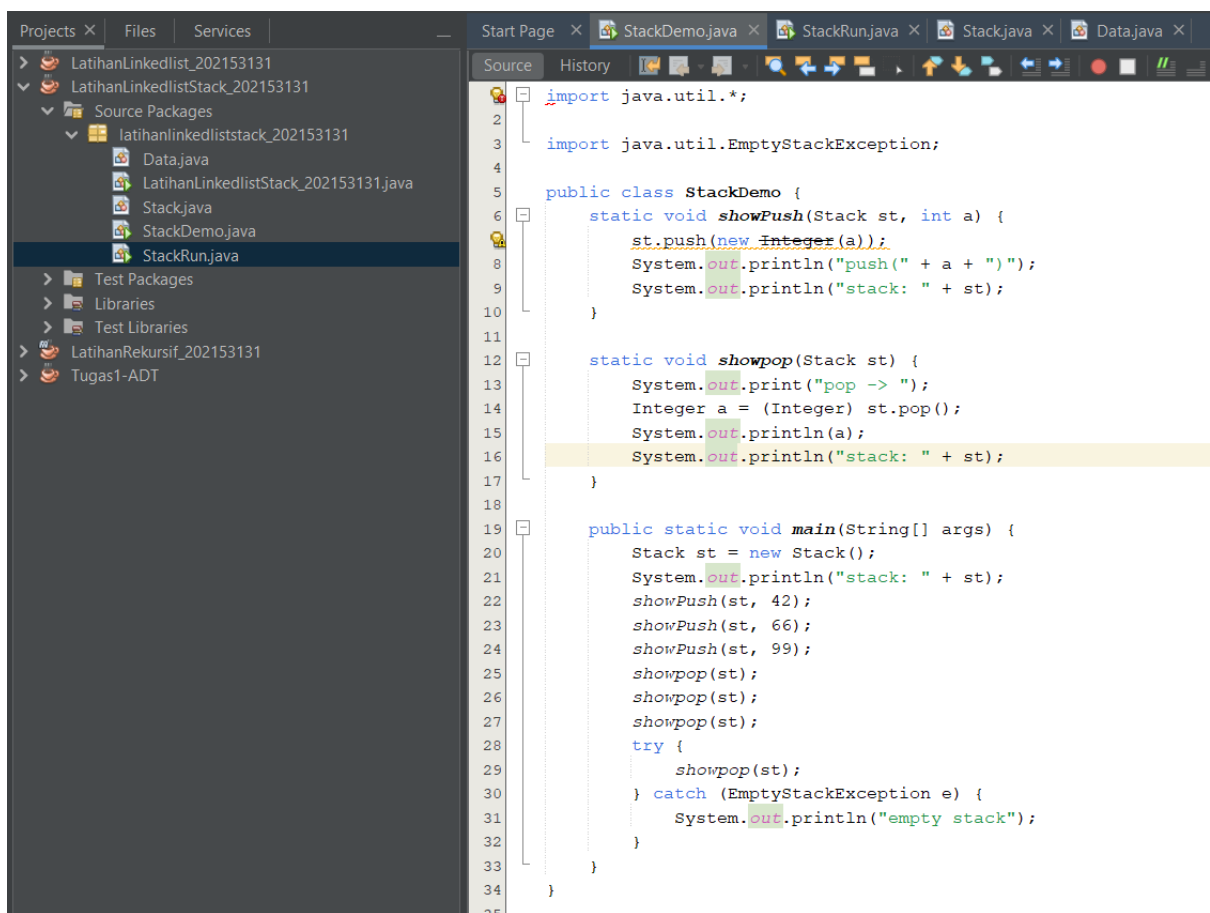 Projects Files Services
LatihanLinkedlist_202153131
LatihanLinkedlistStack_202153131
Source Packages
latihanlinkedliststack_202153131
Data.java
LatihanLinkedlistStack_202153131.java
Stack.java
StackDemo.java
StackRun.java
Test Packages
Libraries
Test Libraries
LatihanRekursif_202153131
Tugas1-ADT
Start Page StackDemo.java StackRun.java Stack.java Data.java
Source History
import java.util.*;
2
3 import java.util.EmptyStackException;
4
5 public class StackDemo {
6 static void showPush(Stack st, int a) {
st.push(new Integer(a));
8 System.out.println("push(" + a + ")");
9 System.out.println("stack: " + st);
10 }
11
12 static void showpop(Stack st) {
13 System.out.print("pop -> ");
14 Integer a = (Integer) st.pop();
15 System.out.println(a);
16 System.out.println("stack: " + st);
17 }
18
19 public static void main(String[] args) {
20 Stack st = new Stack();
21 System.out.println("stack: " + st);
22 showPush(st, 42);
23 showPush(st, 66);
24 showPush(st, 99);
25 showpop(st);
26 showpop(st);
27 showpop(st);
28 try {
29 showpop(st);
30 } catch (EmptyStackException e) {
31 System.out.println("empty stack");
32 }
33 }
34 }